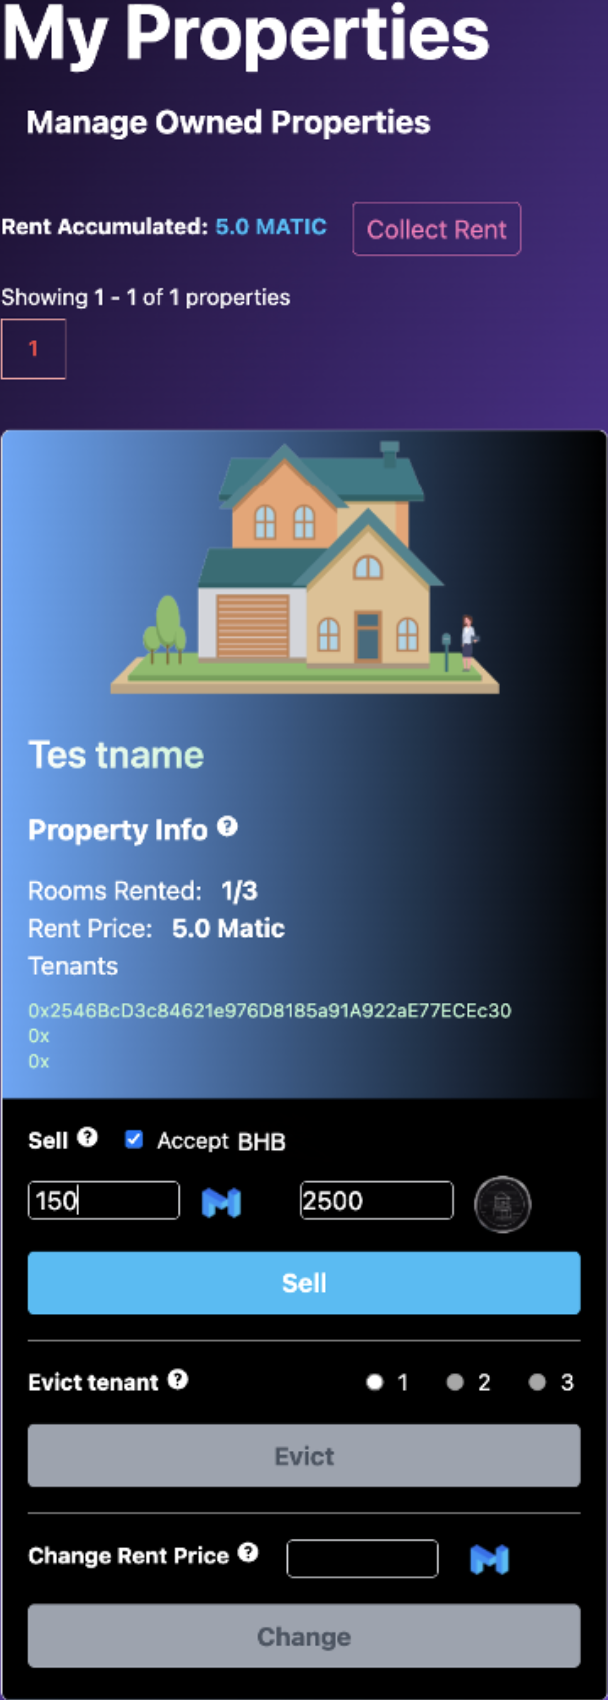 My Properties
Manage Owned Properties
Rent Accumulated: 5.0 MATIC Collect Rent
Showing 1 - 1 of 1 properties
1
Tes tname
Property Info ?
Rooms Rented: 1/3
Rent Price: 5.0 Matic
Tenants
0x2546BcD3c84621e976D8185a91A922aE77ECEc30
0x
0x
Sell ? Accept BHB
150 2500
Sell
Evict tenant ? 1 2 3
Evict
Change Rent Price ?
Change